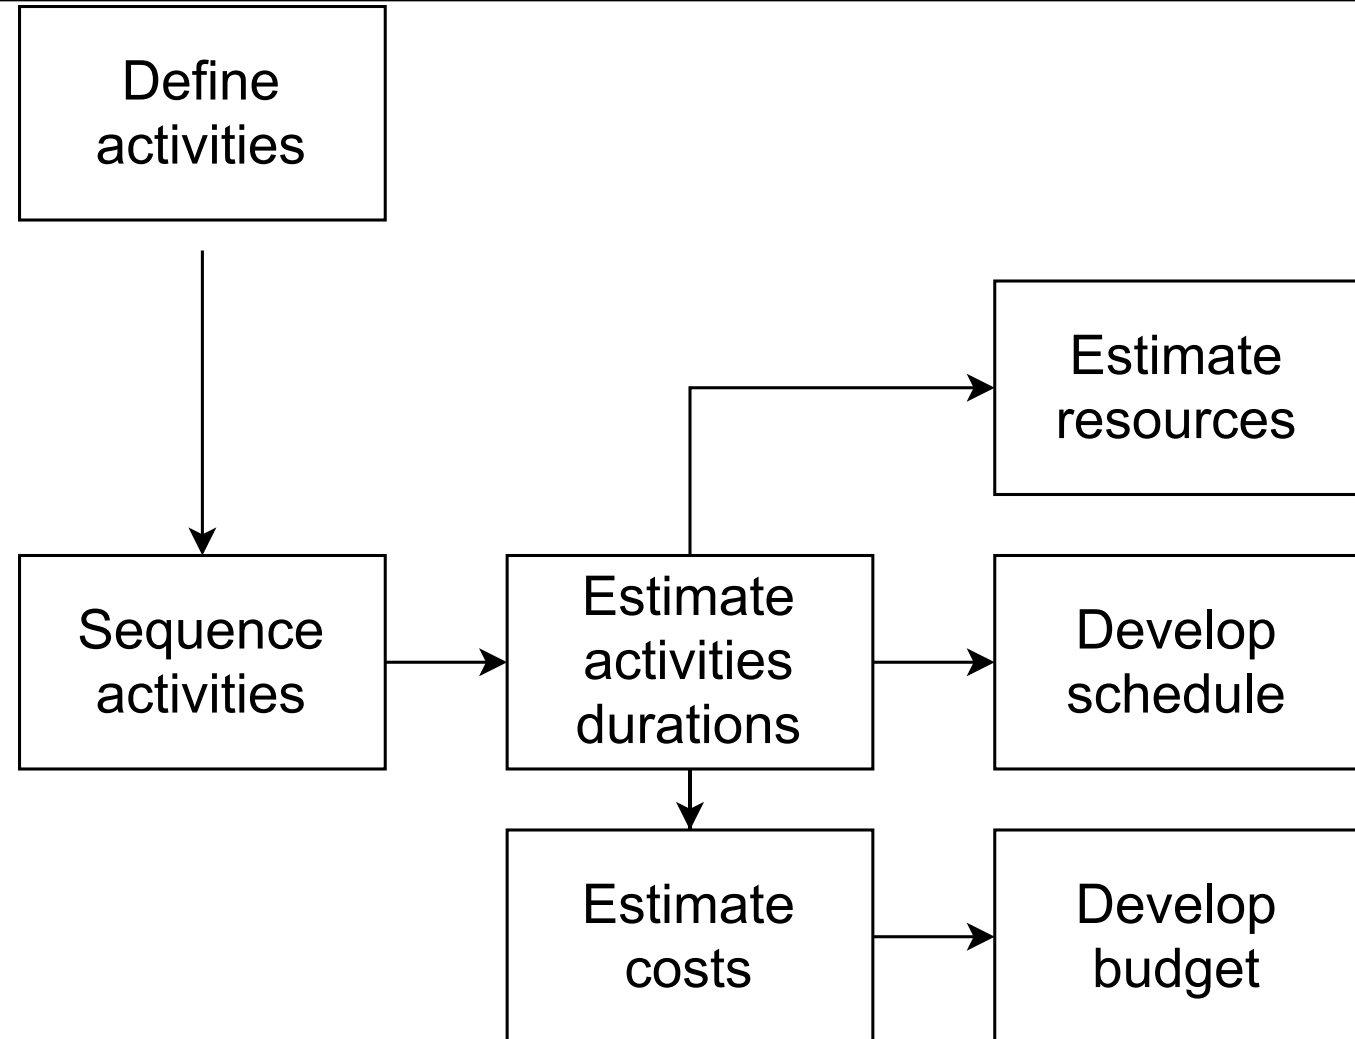 Define
activities
Estimate
resources
Sequence
activities
Estimate
activities
durations
Develop
schedule
Estimate
costs
Develop
budget